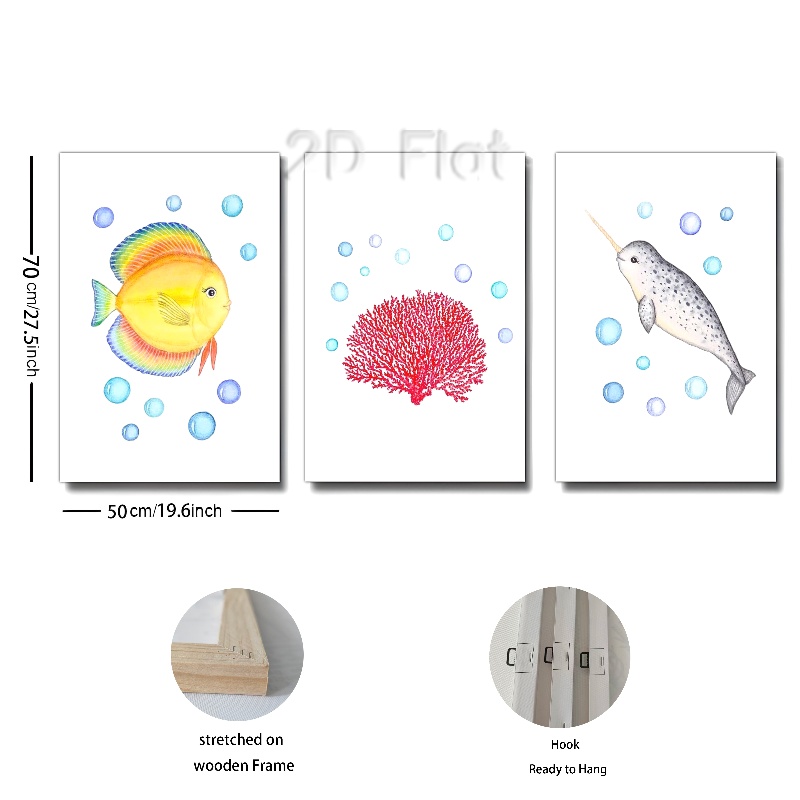 2D Flat
70 cm/27.5inch
50 cm/19.6inch
stretched on
wooden Frame
Hook
Ready to Hang